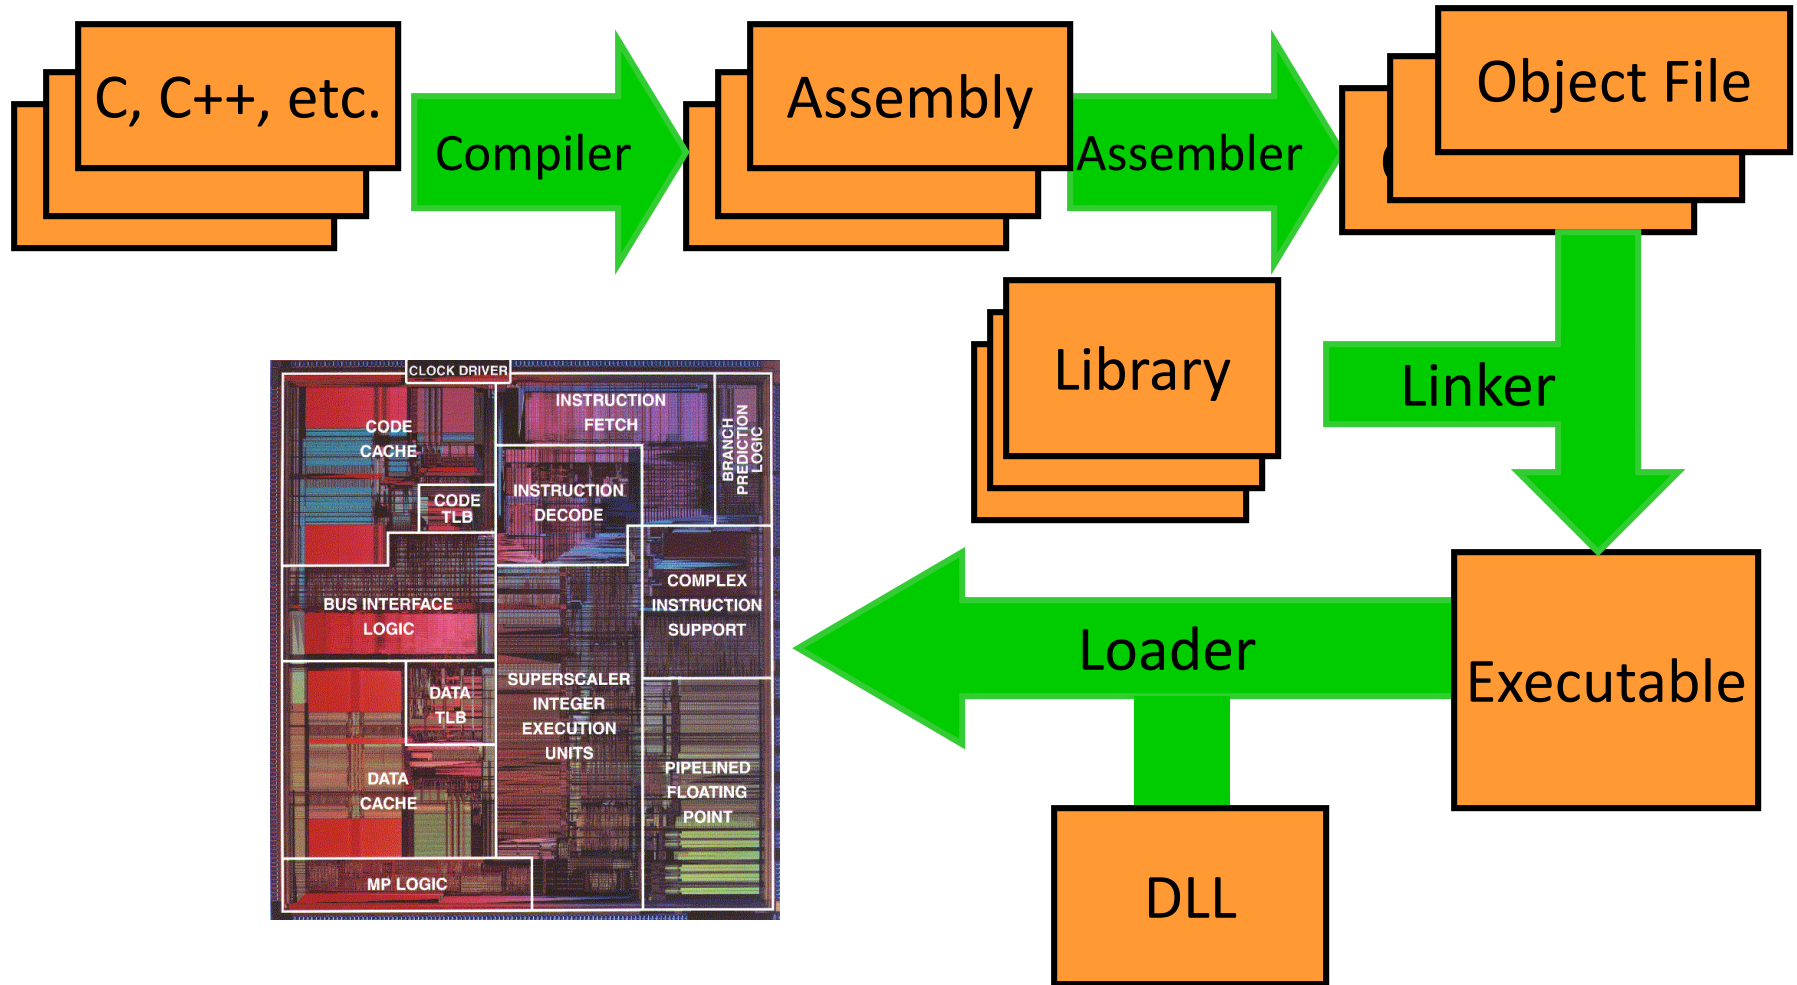 C, C++, etc.
Compiler
Assembly
Assembler
Object File
Library
Linker
CLOCK DRIVER
CODE
CACHE
INSTRUCTION
FETCH
BRANCH
PREDICTION
LOGIC
CODE
TLB
INSTRUCTION
DECODE
BUS INTERFACE
LOGIC
COMPLEX
INSTRUCTION
SUPPORT
DATA
TLB
SUPERSCALER
INTEGER
EXECUTION
UNITS
DATA
CACHE
PIPELINED
FLOATING
POINT
MP LOGIC
Loader
Executable
DLL